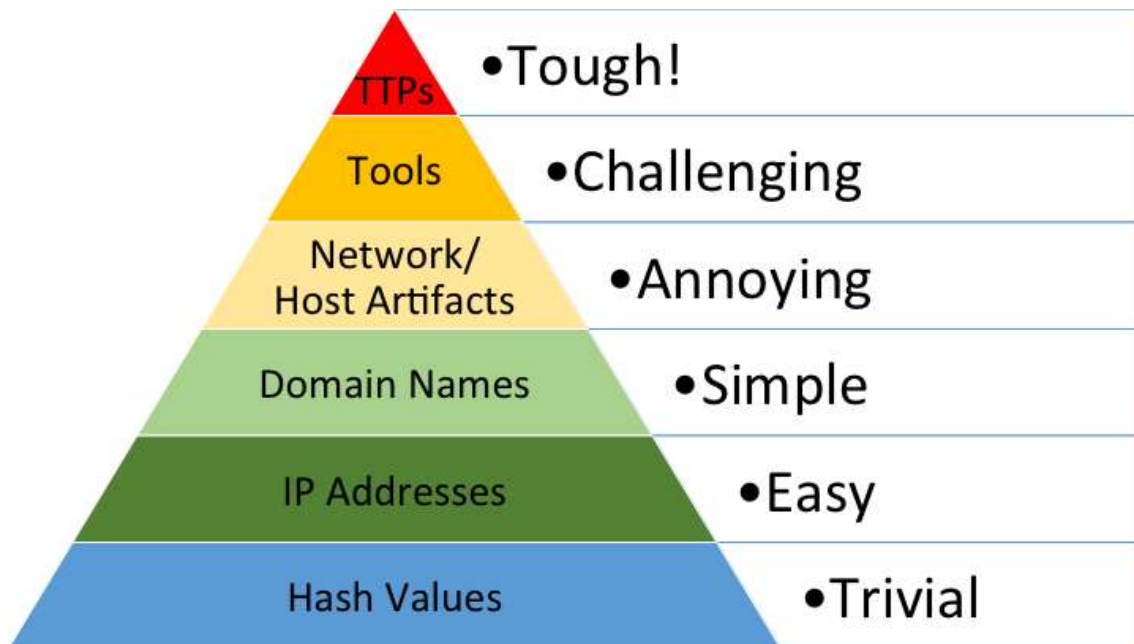 TTPs
•Tough!
Tools
•Challenging
Network/
Host Artifacts
•Annoying
Domain Names
•Simple
IP Addresses
•Easy
Hash Values
•Trivial